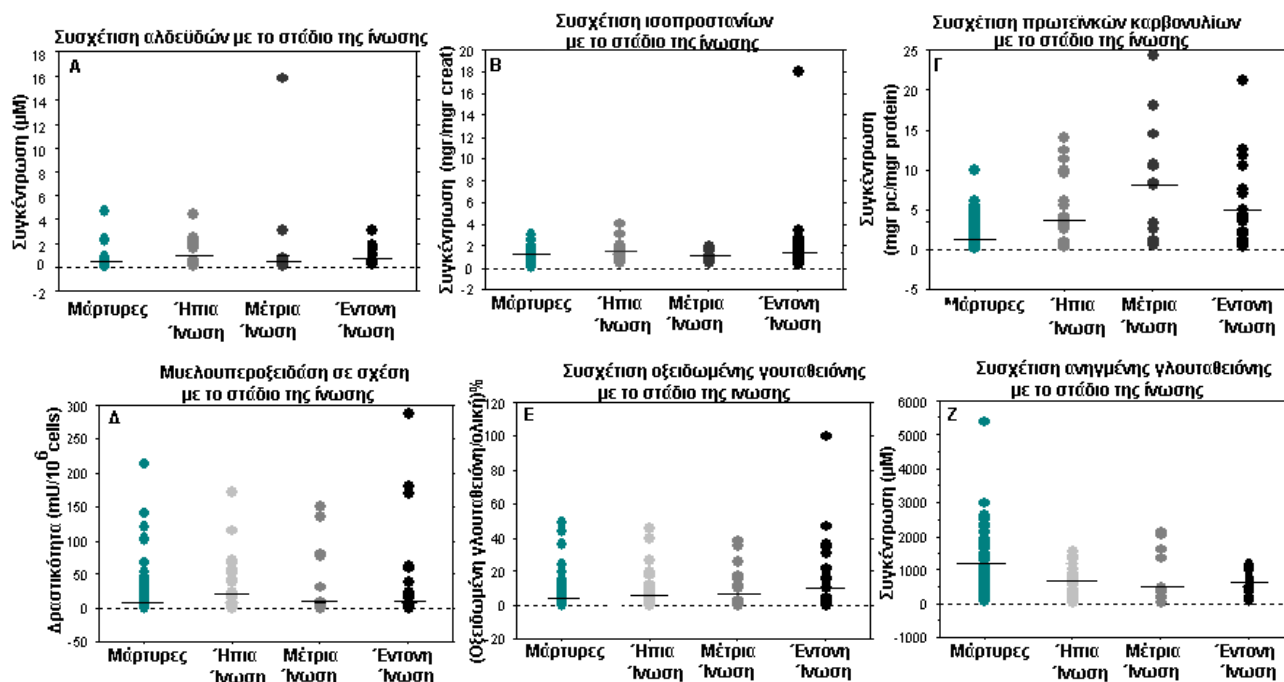 Συσχέτιση αλδεϋδών με το στάδιο της ίνωσης
Α
Συγκέντρωση (μΜ)
18
16
14
12
10
8
6
4
2
0
-2
Μάρτυρες
Ήπια Ίνωση
Μέτρια Ίνωση
Έντονη Ίνωση
Συσχέτιση ισοπροστανίων
με το στάδιο της ίνωσης
Β
Συγκέντρωση (ngr/mgr creat)
20
18
16
14
12
10
8
6
4
2
0
-2
Μάρτυρες
Ήπια Ίνωση
Μέτρια Ίνωση
Έντονη Ίνωση
Συσχέτιση πρωτεϊνκών καρβονυλίων
με το στάδιο της ίνωσης
Γ
Συγκέντρωση
(mgr pc/mgr protein)
25
20
15
10
5
0
-5
Μάρτυρες
Ήπια Ίνωση
Μέτρια Ίνωση
Έντονη Ίνωση
Μυελουπεροξειδάση σε σχέση
με το στάδιο της ίνωσης
Δ
Δραστικότητα (mU/10^6 cells)
300
250
200
150
100
50
0
-50
Μάρτυρες
Ήπια Ίνωση
Μέτρια Ίνωση
Έντονη Ίνωση
Συσχέτιση οξειδωμένης γουταθειόνης
με το στάδιο της ίνωσης
Ε
(Οξειδωμένη γλουταθειόνη/ολική)%
120
100
80
60
40
20
0
20
Μάρτυρες
Ήπια Ίνωση
Μέτρια Ίνωση
Έντονη Ίνωση
Συσχέτιση ανηγμένης γλουταθειόνης
με το στάδιο της ίνωσης
Ζ
Συγκέντρωση (μΜ)
6000
5000
4000
3000
2000
1000
0
-1000
Μάρτυρες
Ήπια Ίνωση
Μέτρια Ίνωση
Έντονη Ίνωση